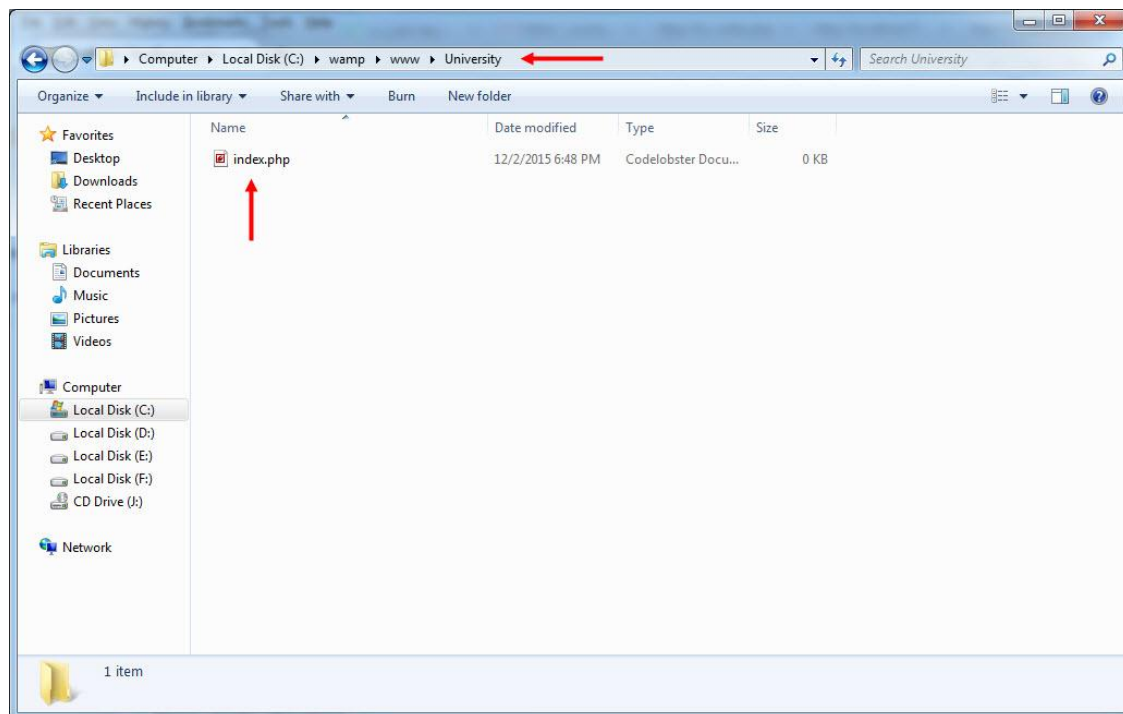 Computer Local Disk (C:) wamp www University
Search University
Organize Include in library Share with Burn New folder
Name Date modified Type Size
index.php 12/2/2015 6:48 PM Codelobster Docu... 0 KB
Favorites
Desktop
Downloads
Recent Places
Libraries
Documents
Music
Pictures
Videos
Computer
Local Disk (C:)
Local Disk (D:)
Local Disk (E:)
Local Disk (F:)
CD Drive (J:)
Network
1 item